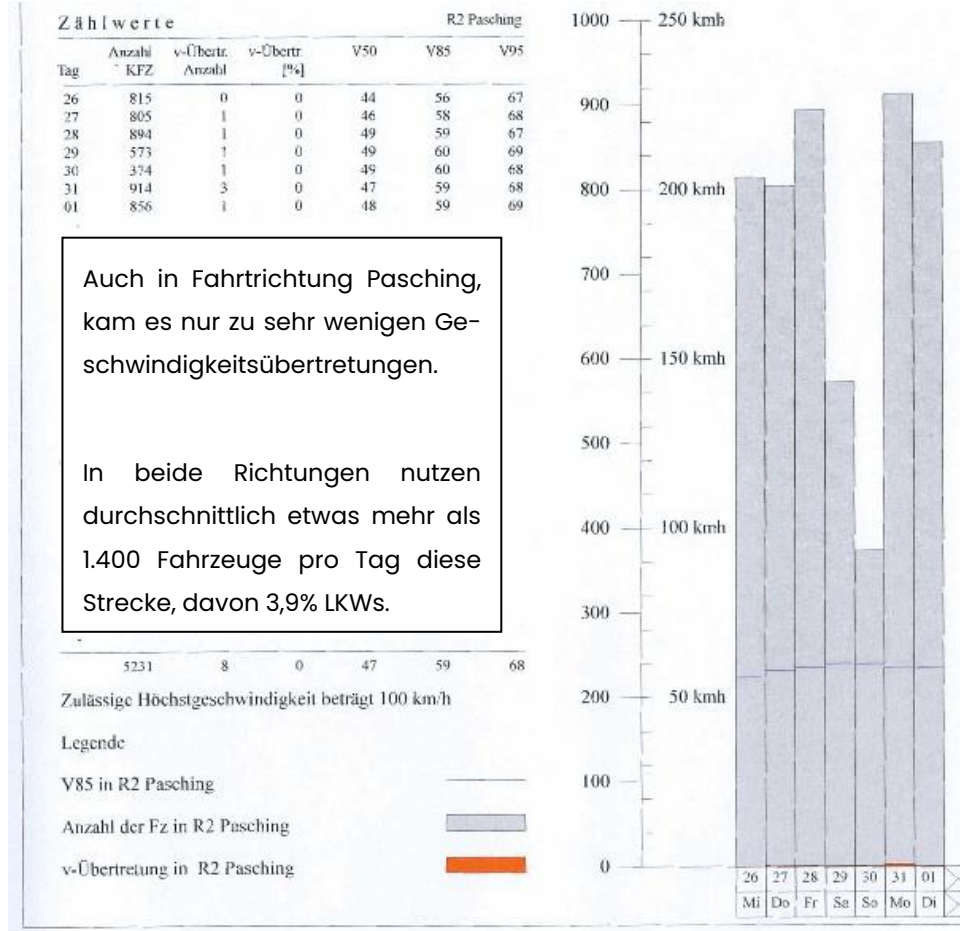 Zählwerte R2 Pasching
Anzahl v-Übertr. v-Übertr. V50 V85 V95
Tag KFZ Anzahl [%]
26 815 0 0 44 56 67
27 805 1 0 46 58 68
28 894 1 0 49 59 67
29 573 1 0 49 60 69
30 374 1 0 49 60 68
31 914 3 0 47 59 68
01 856 1 0 48 59 69
Auch in Fahrtrichtung Pasching,
kam es nur zu sehr wenigen Ge-
schwindigkeitsübertretungen.
In beide Richtungen nutzen
durchschnittlich etwas mehr als
1.400 Fahrzeuge pro Tag diese
Strecke, davon 3,9% LKWs.
5231 8 0 47 59 68
Zulässige Höchstgeschwindigkeit beträgt 100 km/h
Legende
V85 in R2 Pasching
Anzahl der Fz in R2 Pasching
v-Übertretung in R2 Pasching
1000 250 kmh
900
800 200 kmh
700
600 150 kmh
500
400 100 kmh
300
200 50 kmh
100
0
26 27 28 29 30 31 01
Mi Do Fr Sa So Mo Di